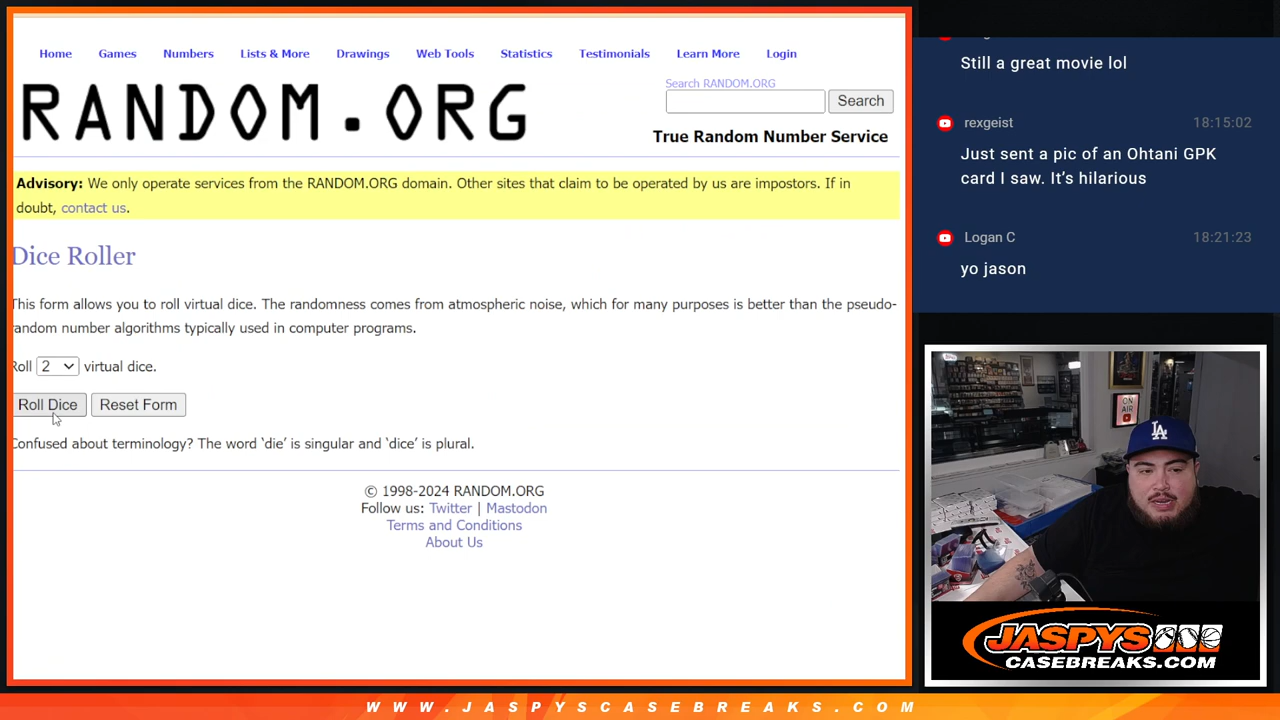 Home Games Numbers Lists & More Drawings Web Tools Statistics Testimonials Learn More Login
RANDOM.ORG
Search RANDOM.ORG
Search
True Random Number Service
Advisory: We only operate services from the RANDOM.ORG domain. Other sites that claim to be operated by us are impostors. If in
doubt, contact us.
Dice Roller
This form allows you to roll virtual dice. The randomness comes from atmospheric noise, which for many purposes is better than the pseudo-
random number algorithms typically used in computer programs.
Roll 2 virtual dice.
Roll Dice Reset Form
Confused about terminology? The word ‘die’ is singular and ‘dice’ is plural.
© 1998-2024 RANDOM.ORG
Follow us: Twitter | Mastodon
Terms and Conditions
About Us
Still a great movie lol
rexgeist 18:15:02
Just sent a pic of an Ohtani GPK
card I saw. It’s hilarious
Logan C 18:21:23
yo jason
ON
AIR
LA
JASPYS
CASEBREAKS.COM
WWW.JASPYSCASEBREAKS.COM